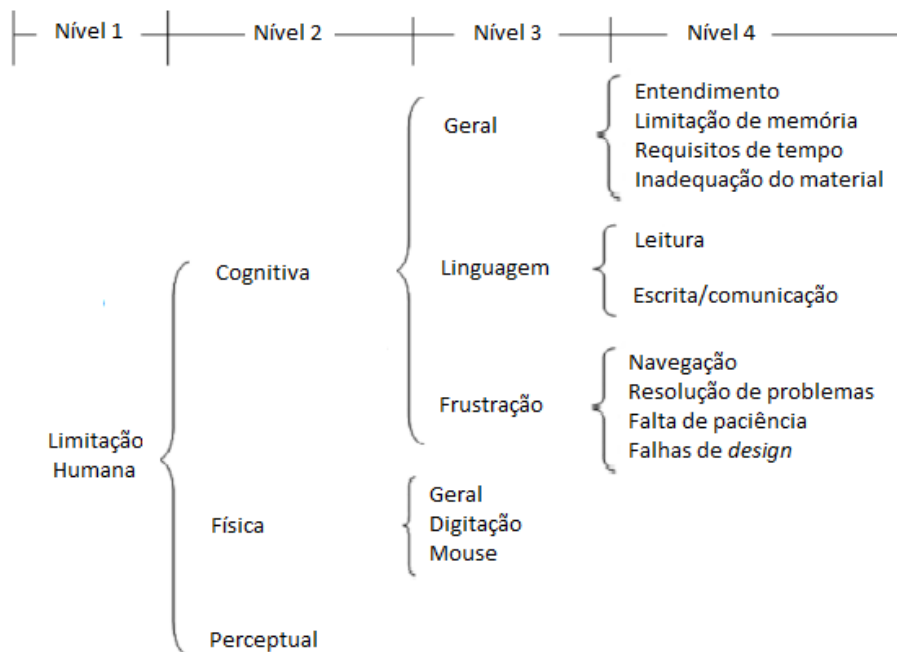 Nível 1 Nível 2 Nível 3 Nível 4
Geral
Entendimento
Limitação de memória
Requisitos de tempo
Inadequação do material
Cognitiva
Linguagem
Leitura
Escrita/comunicação
Frustração
Navegação
Resolução de problemas
Falta de paciência
Falhas de design
Limitação
Humana
Física
Geral
Digitação
Mouse
Perceptual